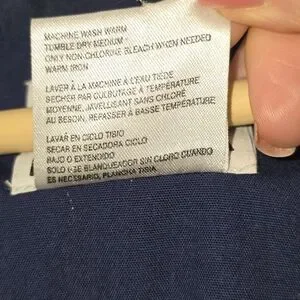 MACHINE WASH WARM
TUMBLE DRY MEDIUM
ONLY NON-CHLORINE BLEACH WHEN NEEDED
WARM IRON
LAVER À LA MACHINE À L'EAU TIÈDE
SECHER PAR CULBUTAGE À TEMPÉRATURE
MOYENNE, JAVELLISANT SANS CHLORÉ
AU BESOIN, REPASSER À BASSE TEMPÉRATURE
LAVAR EN CICLO TIBIO
SECAR EN SECADORA CICLO
BAJO O EXTENDIDO
SOLO USE BLANQUEADOR SIN CLORO CUANDO
ES NECESARIO, PLANCHA TIBIA